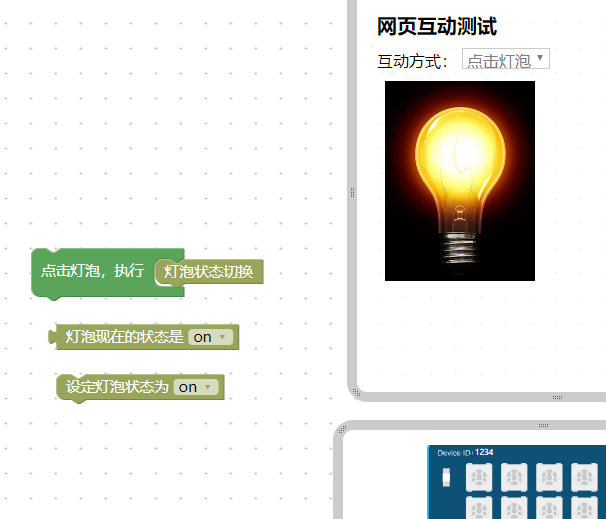 网页互动测试
互动方式： 点击灯泡
点击灯泡，执行 灯泡状态切换
灯泡现在的状态是 on
设定灯泡状态为 on
Device ID: 1234